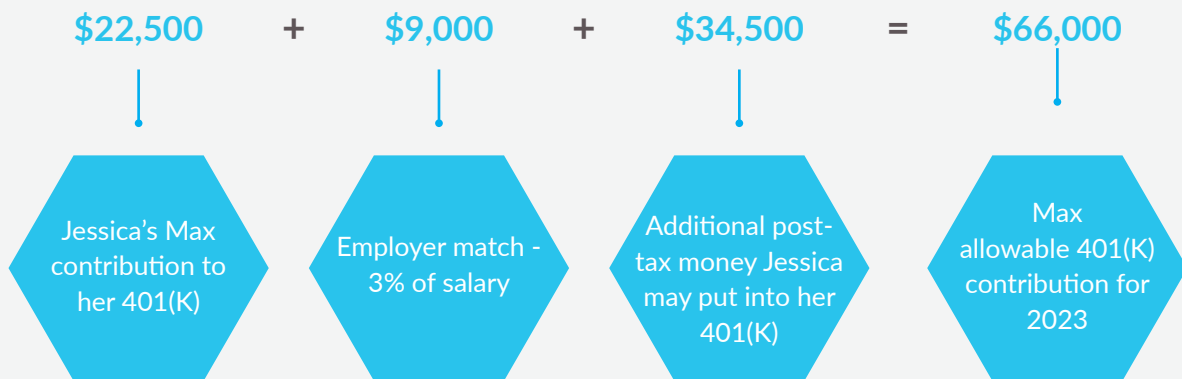 $22,500 + $9,000 + $34,500 = $66,000
Jessica's Max
contribution to
her 401(K)
Employer match -
3% of salary
Additional post-
tax money Jessica
may put into her
401(K)
Max
allowable 401(K)
contribution for
2023